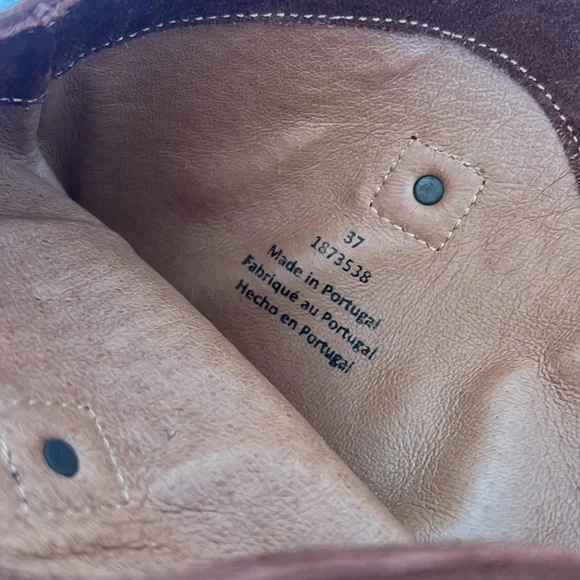 37
1873538
Made in Portugal
Fabriqué au Portugal
Hecho en Portugal